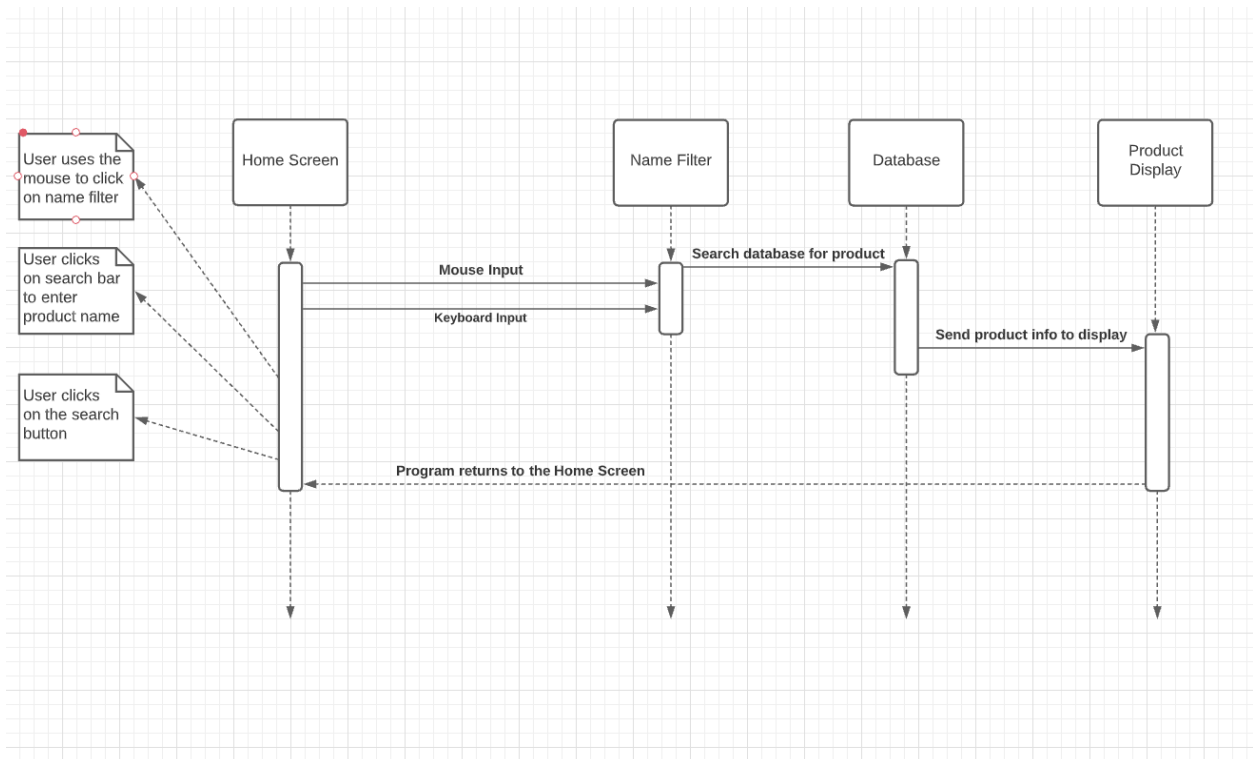 User uses the
mouse to click
on name filter
User clicks
on search bar
to enter
product name
User clicks
on the search
button
Home Screen
Name Filter
Database
Product
Display
Mouse Input
Keyboard Input
Search database for product
Send product info to display
Program returns to the Home Screen